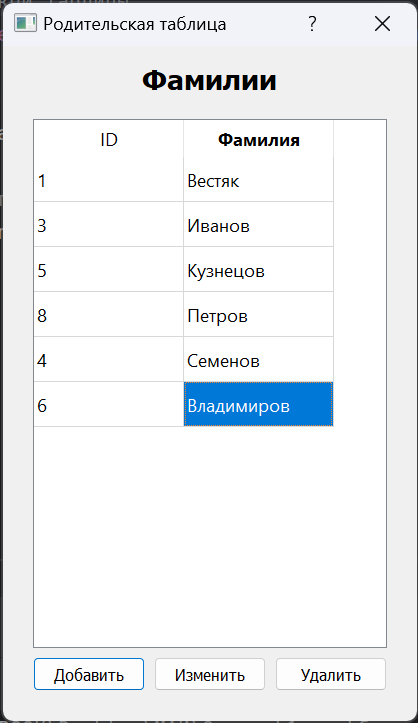 Родительская таблица ?
Фамилии
ID Фамилия
1 Вестяк
3 Иванов
5 Кузнецов
8 Петров
4 Семенов
6 Владимиров
Добавить Изменить Удалить